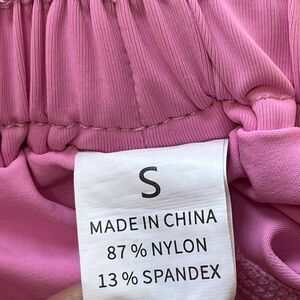 S
MADE IN CHINA
87 % NYLON
13 % SPANDEX